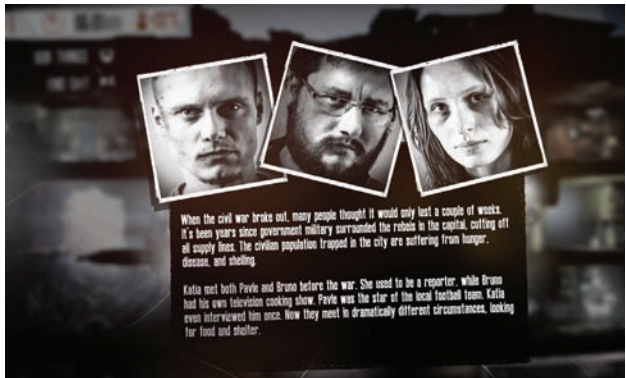 OUR THINGS
END DAY
When the civil war broke out, many people thought it would only last a couple of weeks.
It's been years since government military surrounded the rebels in the capital, cutting off
all supply lines. The civilian population trapped in the city are suffering from hunger,
disease, and shelling.
Katia met both Pavle and Bruno before the war. She used to be a reporter, while Bruno
had his own television cooking show. Pavle was the star of the local football team. Katia
even interviewed him once. Now they meet in dramatically different circumstances, looking
for food and shelter.